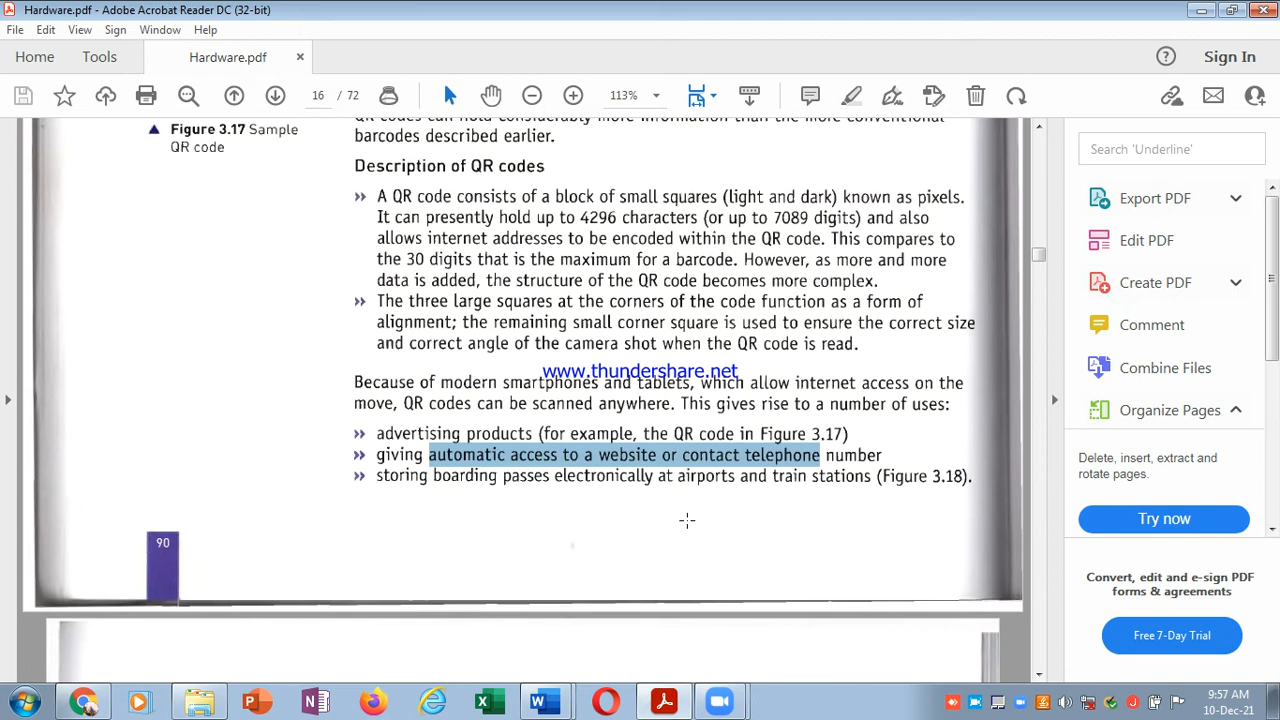 Hardware.pdf - Adobe Acrobat Reader DC (32-bit)
File Edit View Sign Window Help
Home Tools Hardware.pdf × ? Sign In
16 / 72 113%
Figure 3.17 Sample
QR code
QR codes can hold considerably more information than the more conventional
barcodes described earlier.
Description of QR codes
A QR code consists of a block of small squares (light and dark) known as pixels.
It can presently hold up to 4296 characters (or up to 7089 digits) and also
allows internet addresses to be encoded within the QR code. This compares to
the 30 digits that is the maximum for a barcode. However, as more and more
data is added, the structure of the QR code becomes more complex.
The three large squares at the corners of the code function as a form of
alignment; the remaining small corner square is used to ensure the correct size
and correct angle of the camera shot when the QR code is read.
www.thundershare.net
Because of modern smartphones and tablets, which allow internet access on the
move, QR codes can be scanned anywhere. This gives rise to a number of uses:
advertising products (for example, the QR code in Figure 3.17)
giving automatic access to a website or contact telephone number
storing boarding passes electronically at airports and train stations (Figure 3.18).
90
Search 'Underline'
Export PDF
Edit PDF
Create PDF
Comment
Combine Files
Organize Pages
Delete, insert, extract and
rotate pages.
Try now
Convert, edit and e-sign PDF
forms & agreements
Free 7-Day Trial
9:57 AM
10-Dec-21